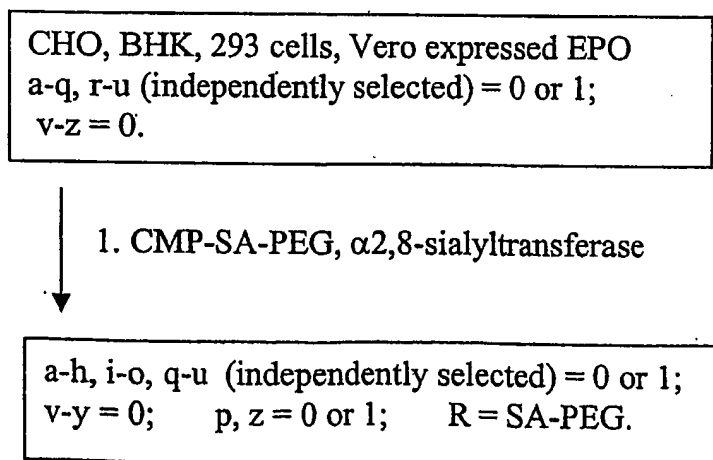 CHO, BHK, 293 cells, Vero expressed EPO
a-q, r-u (independently selected) = 0 or 1;
v-z = 0.
1. CMP-SA-PEG, α2,8-sialyltransferase
a-h, i-o, q-u (independently selected) = 0 or 1;
v-y = 0; p, z = 0 or 1; R = SA-PEG.